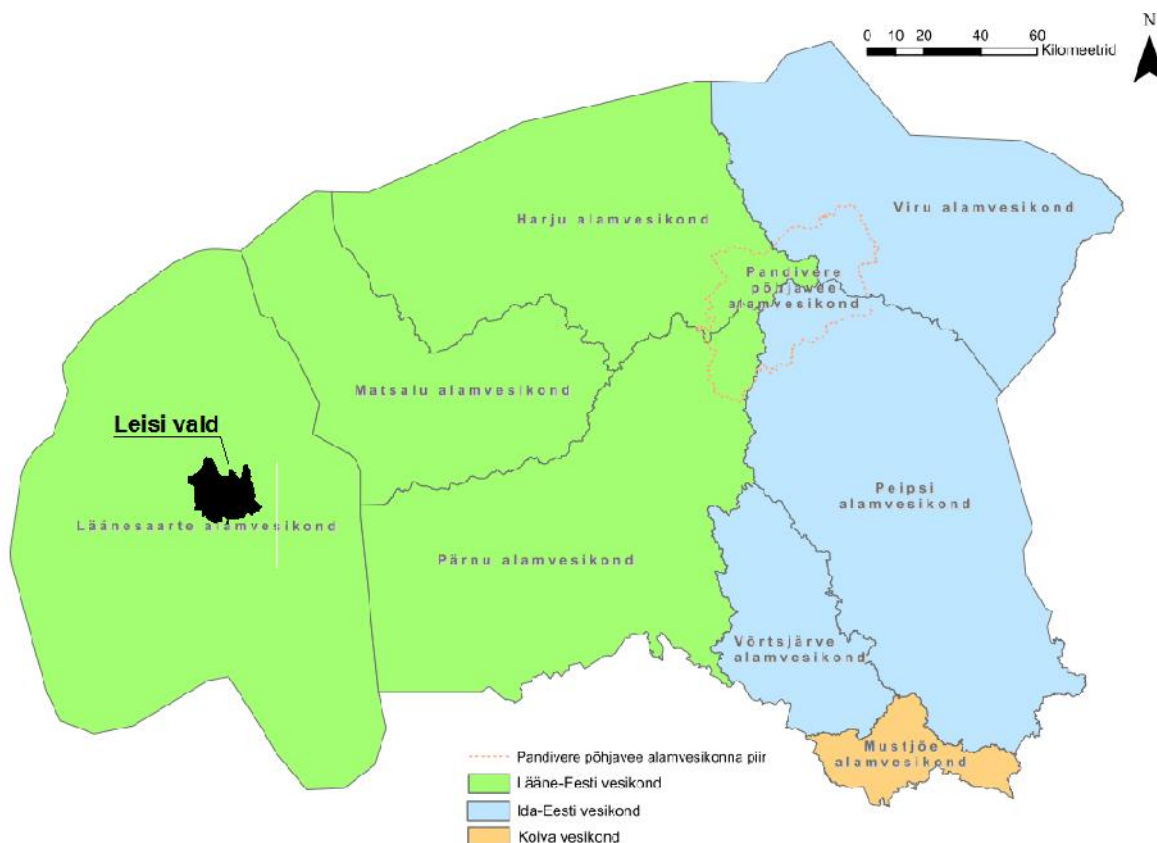 N
0 10 20 40 60
Kilomeetrid
Harju alamvesikond
Viru alamvesikond
Pandivere
põhjavee
alamvesikond
Matsalu alamvesikond
Leisi vald
Läänesaarte alamvesikond
Peipsi
alamvesikond
Pärnu alamvesikond
Võrtsjärve
alamvesikond
Mustjõe
alamvesikond
Pandivere põhjavee alamvesikonna piir
Lääne-Eesti vesikond
Ida-Eesti vesikond
Koiva vesikond